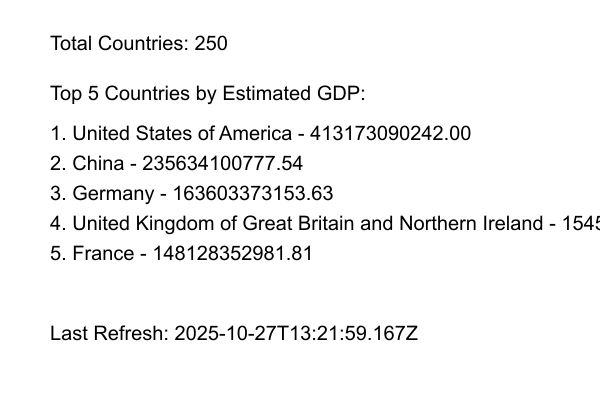 Total Countries: 250
Top 5 Countries by Estimated GDP:
1. United States of America - 413173090242.00
2. China - 235634100777.54
3. Germany - 163603373153.63
4. United Kingdom of Great Britain and Northern Ireland - 1545
5. France - 148128352981.81
Last Refresh: 2025-10-27T13:21:59.167Z